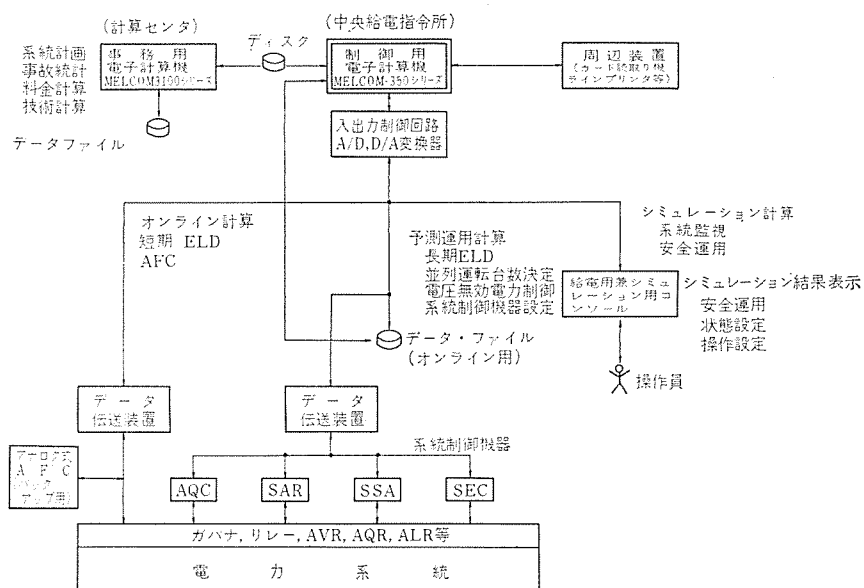 (計算センタ)
ディスク
(中央給電指令所)
系統計画
事故統計
料金計算
技術計算
事務用
電子計算機
MELCOM3100シリーズ
制御用
電子計算機
MELCOM-350シリーズ
周辺装置
(カード読取り機
ラインプリンタ等)
データファイル
入出力制御回路
A/D,D/A変換器
オンライン計算
短期 ELD
AFC
予測運用計算
長期ELD
並列運転台数決定
電圧無効電力制御
系統制御機器設定
シミュレーション計算
系統監視
安全運用
給電用兼シミュ
レーション用コ
ンソール
シミュレーション結果表示
安全運用
状態設定
操作設定
データ・ファイル
(オンライン用)
操作員
データ
伝送装置
データ
伝送装置
系統制御機器
アナログ式
A F C
(バック
アップ用)
AQC
SAR
SSA
SEC
ガバナ, リレー, AVR, AQR, ALR等
電力系統